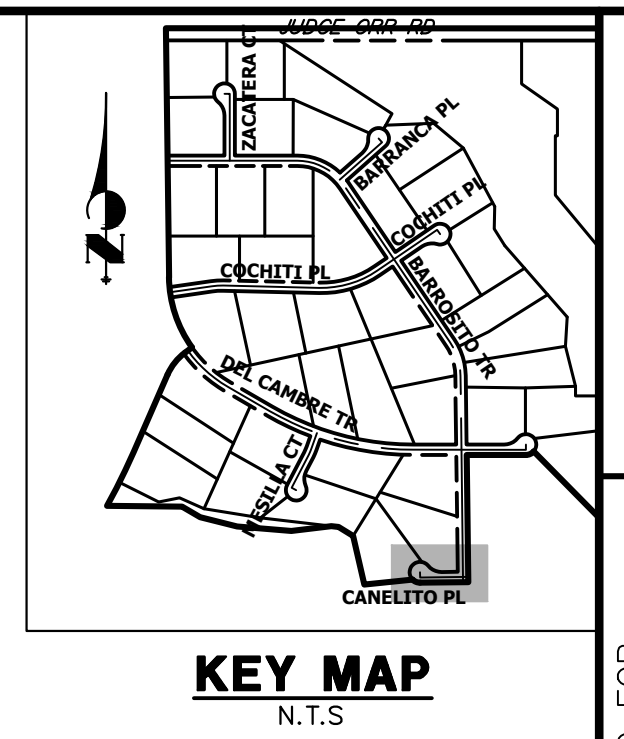 JUDGE ORR RD
ZACATERA CT
BARRANCA PL
COCHITI PL
COCHITI PL
BARROSITO TR
DEL CAMBRE TR
MESILLA CT
CANELITO PL
N
KEY MAP
N.T.S
FOR